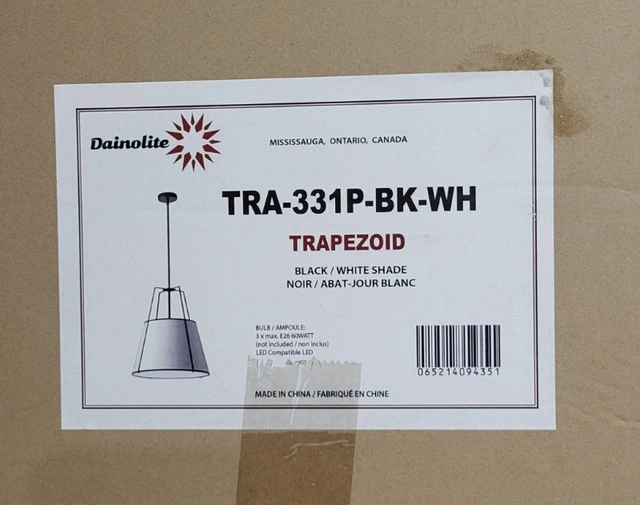 Dainolite
MISSISSAUGA, ONTARIO, CANADA
TRA-331P-BK-WH
TRAPEZOID
BLACK / WHITE SHADE
NOIR / ABAT-JOUR BLANC
BULB / AMPOULE:
3 x max. E26 60WATT
(not included / non inclus)
LED Compatible LED
065214094351
MADE IN CHINA / FABRIQUÉ EN CHINE